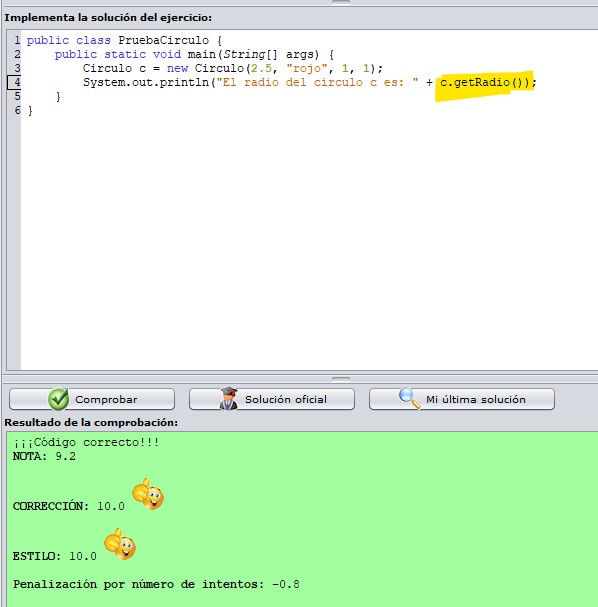 Implementa la solución del ejercicio:
1 public class PruebaCirculo {
2     public static void main(String[] args) {
3         Circulo c = new Circulo(2.5, "rojo", 1, 1);
4         System.out.println("El radio del circulo c es: " + c.getRadio());
5     }
6 }
Comprobar
Solución oficial
Mi última solución
Resultado de la comprobación:
¡¡¡Código correcto!!!
NOTA: 9.2
CORRECCIÓN: 10.0
ESTILO: 10.0
Penalización por número de intentos: -0.8